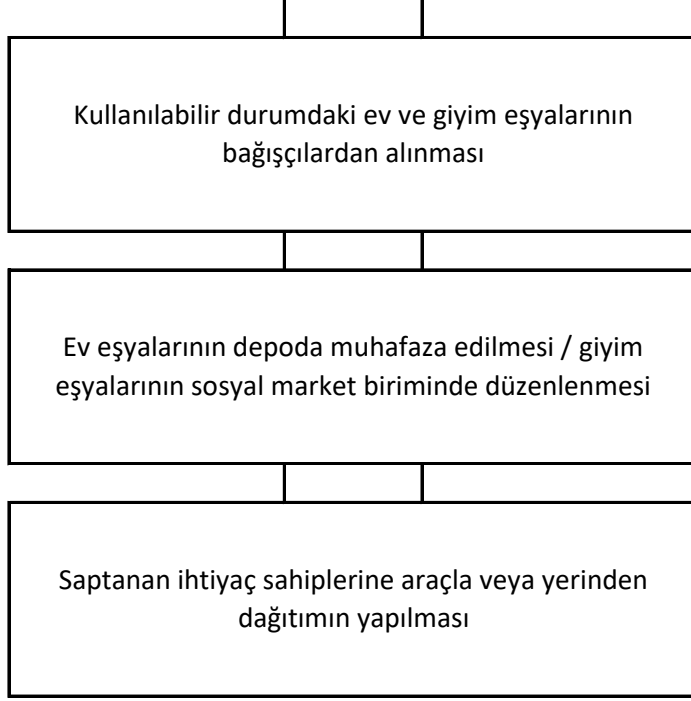 Kullanılabilir durumdaki ev ve giyim eşyalarının
bağışçılardan alınması
Ev eşyalarının depoda muhafaza edilmesi / giyim
eşyalarının sosyal market biriminde düzenlenmesi
Saptanan ihtiyaç sahiplerine araçla veya yerinden
dağıtımın yapılması